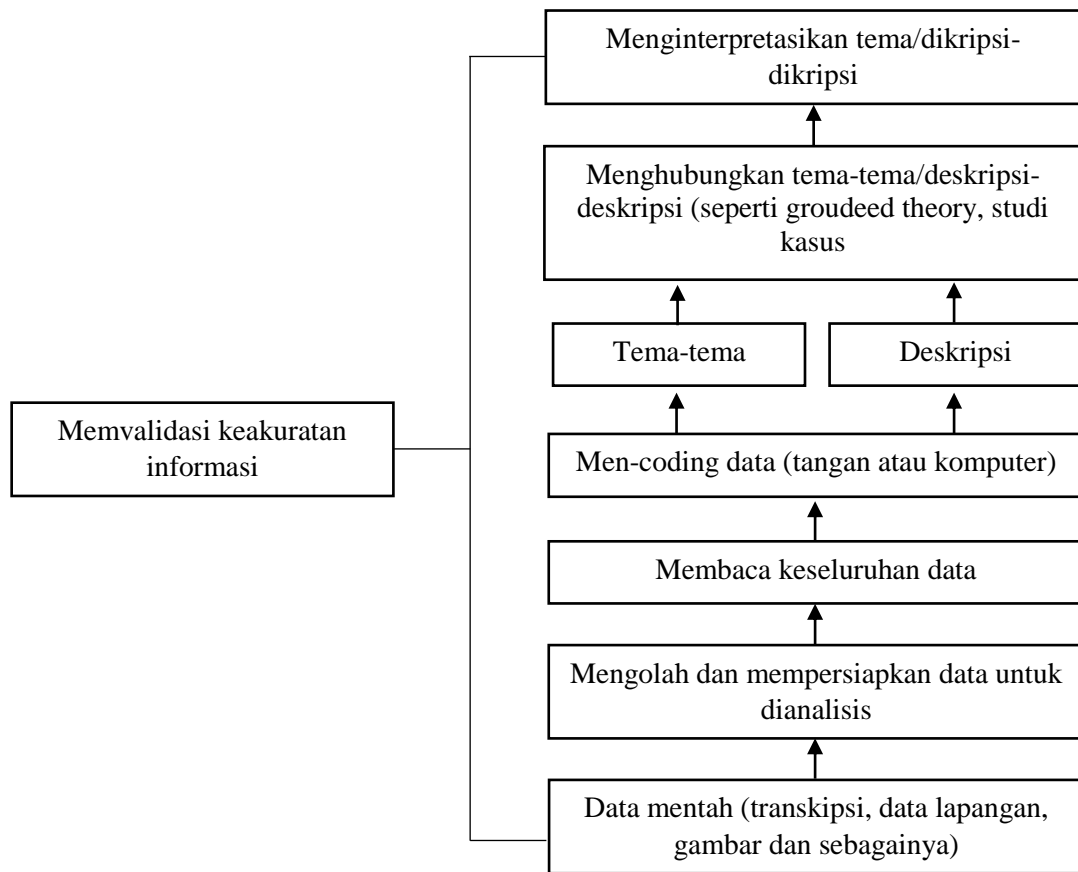 Menginterpretasikan tema/dikripsi-
dikripsi
Menghubungkan tema-tema/deskripsi-
deskripsi (seperti groudeed theory, studi
kasus
Tema-tema
Deskripsi
Memvalidasi keakuratan
informasi
Men-coding data (tangan atau komputer)
Membaca keseluruhan data
Mengolah dan mempersiapkan data untuk
dianalisis
Data mentah (transkipsi, data lapangan,
gambar dan sebagainya)